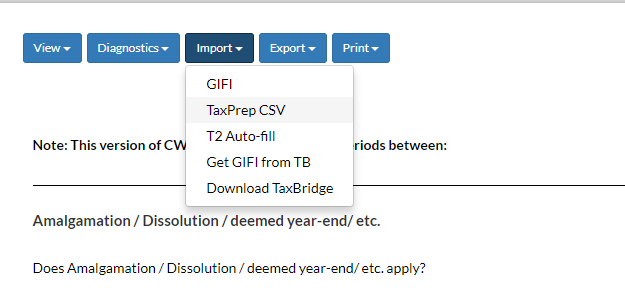 View Diagnostics Import Export Print
GIFI
TaxPrep CSV
T2 Auto-fill
Note: This version of CW riods between:
Get GIFI from TB
Download TaxBridge
Amalgamation / Dissolution / deemed year-end/ etc.
Does Amalgamation / Dissolution / deemed year-end/ etc. apply?